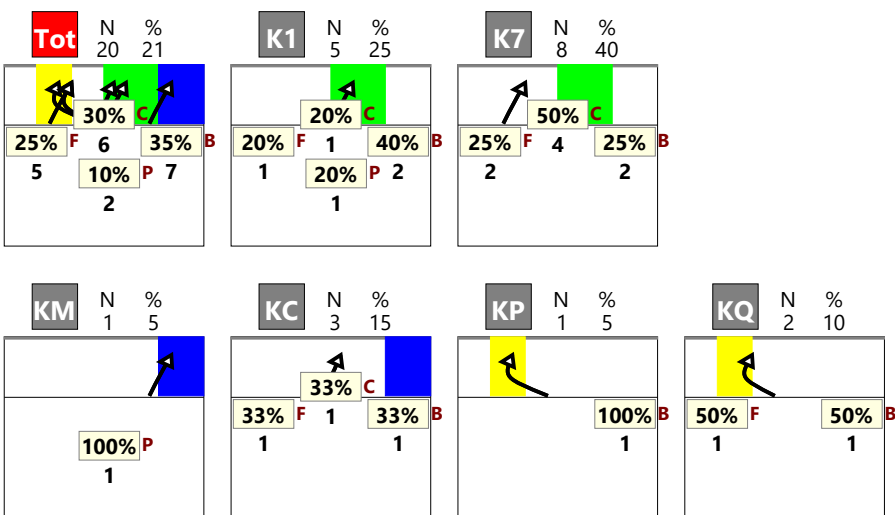 Tot N % 20 21
K1 N % 5 25
K7 N % 8 40
30% C 6
25% F 5
35% B 7
10% P 2
20% C 1
20% F 1
40% B 2
20% P 1
50% C 4
25% F 2
25% B 2
KM N % 1 5
KC N % 3 15
KP N % 1 5
KQ N % 2 10
100% P 1
33% C 1
33% F 1
33% B 1
100% B 1
50% F 1
50% B 1